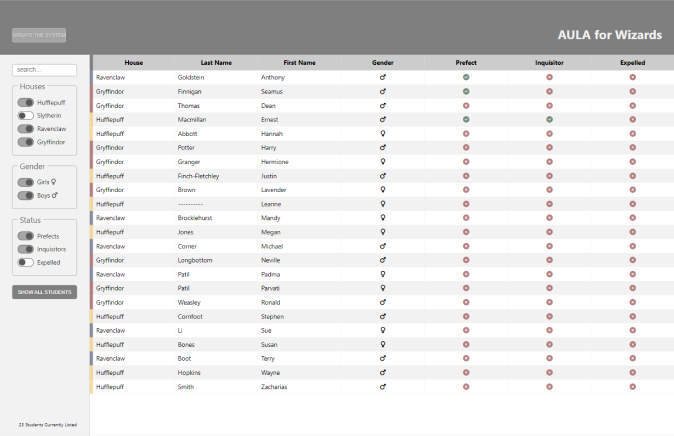 UPDATE THE SYSTEM
AULA for Wizards
search...
Houses
Hufflepuff
Slytherin
Ravenclaw
Gryffindor
Gender
Girls ♀
Boys ♂
Status
Prefects
Inquisitors
Expelled
SHOW ALL STUDENTS
23 Students Currently Listed
House Last Name First Name Gender Prefect Inquisitor Expelled
Ravenclaw Goldstein Anthony ♂
Gryffindor Finnigan Seamus ♂
Gryffindor Thomas Dean ♂
Hufflepuff Macmillan Ernest ♂
Hufflepuff Abbott Hannah ♀
Gryffindor Potter Harry ♂
Gryffindor Granger Hermione ♀
Hufflepuff Finch-Fletchley Justin ♂
Gryffindor Brown Lavender ♀
Hufflepuff ---------- Leanne ♀
Ravenclaw Brocklehurst Mandy ♀
Hufflepuff Jones Megan ♀
Ravenclaw Corner Michael ♂
Gryffindor Longbottom Neville ♂
Ravenclaw Patil Padma ♀
Gryffindor Patil Parvati ♀
Gryffindor Weasley Ronald ♂
Hufflepuff Cornfoot Stephen ♂
Ravenclaw Li Sue ♀
Hufflepuff Bones Susan ♀
Ravenclaw Boot Terry ♂
Hufflepuff Hopkins Wayne ♂
Hufflepuff Smith Zacharias ♂